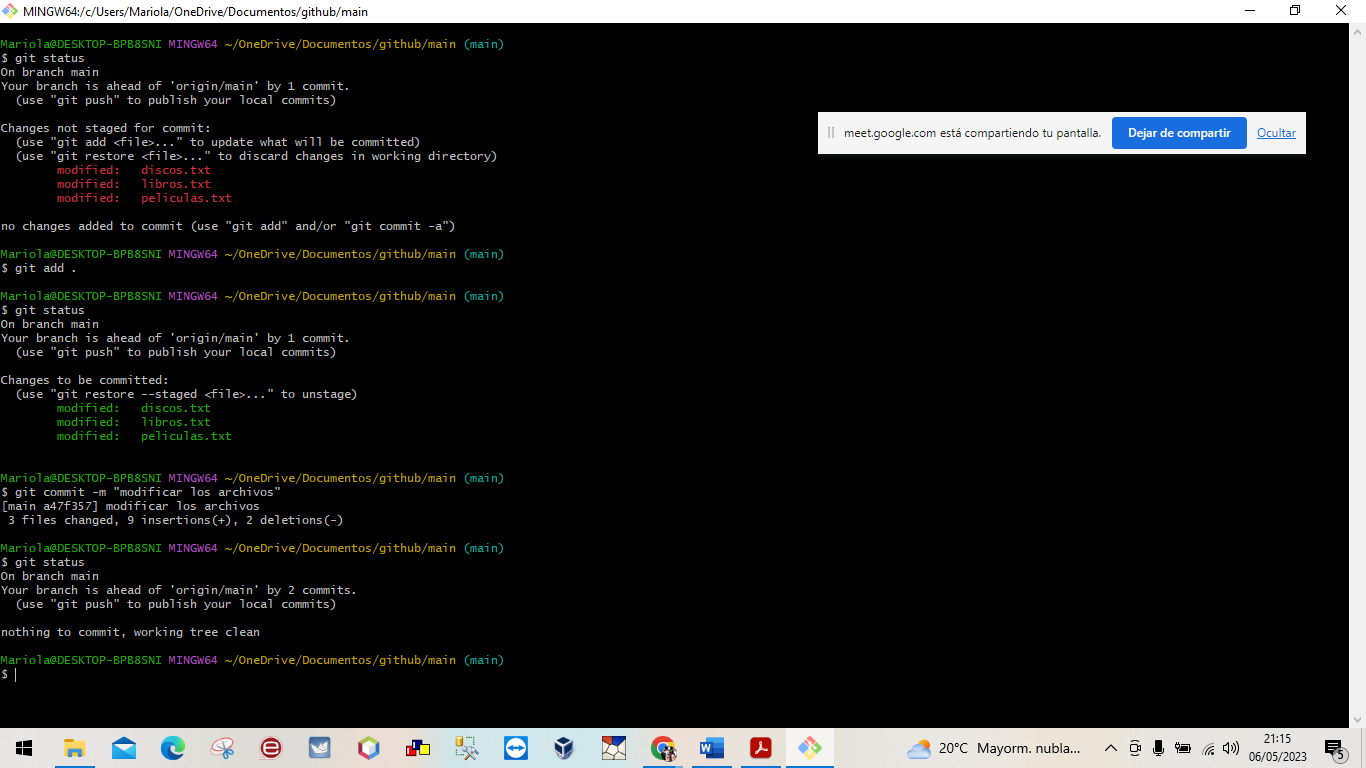 MINGW64:/c/Users/Mariola/OneDrive/Documentos/github/main
Mariola@DESKTOP-BPB8SNI MINGW64 ~/OneDrive/Documentos/github/main (main)
$ git status
On branch main
Your branch is ahead of 'origin/main' by 1 commit.
(use "git push" to publish your local commits)
meet.google.com está compartiendo tu pantalla. Dejar de compartir Ocultar
Changes not staged for commit:
(use "git add <file>..." to update what will be committed)
(use "git restore <file>..." to discard changes in working directory)
modified: discos.txt
modified: libros.txt
modified: peliculas.txt
no changes added to commit (use "git add" and/or "git commit -a")
Mariola@DESKTOP-BPB8SNI MINGW64 ~/OneDrive/Documentos/github/main (main)
$ git add .
Mariola@DESKTOP-BPB8SNI MINGW64 ~/OneDrive/Documentos/github/main (main)
$ git status
On branch main
Your branch is ahead of 'origin/main' by 1 commit.
(use "git push" to publish your local commits)
Changes to be committed:
(use "git restore --staged <file>..." to unstage)
modified: discos.txt
modified: libros.txt
modified: peliculas.txt
Mariola@DESKTOP-BPB8SNI MINGW64 ~/OneDrive/Documentos/github/main (main)
$ git commit -m "modificar los archivos"
[main a47f357] modificar los archivos
3 files changed, 9 insertions(+), 2 deletions(-)
Mariola@DESKTOP-BPB8SNI MINGW64 ~/OneDrive/Documentos/github/main (main)
$ git status
On branch main
Your branch is ahead of 'origin/main' by 2 commits.
(use "git push" to publish your local commits)
nothing to commit, working tree clean
Mariola@DESKTOP-BPB8SNI MINGW64 ~/OneDrive/Documentos/github/main (main)
$
20°C Mayorm. nubla...
21:15
06/05/2023
5